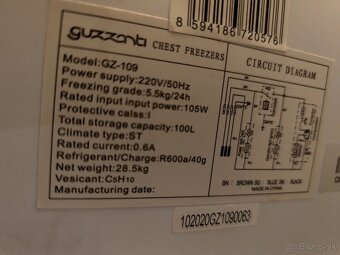 8 594186 720576
guzzanti CHEST FREEZERS
CIRCUIT DIAGRAM
Model:GZ-109
Power supply:220V/50Hz
Freezing grade:5.5kg/24h
Rated input input power:105W
Protective calss:I
Total storage capacity:100L
Climate type:ST
Rated current:0.6A
Refrigerant/Charge:R600a/40g
Net weight:28.5kg
Vesicant:C5H10
Manufacturing date:
BN : BROWN BU : BLUE BK : BLACK
MADE IN CHINA
102020GZ1090063
bazos.sk